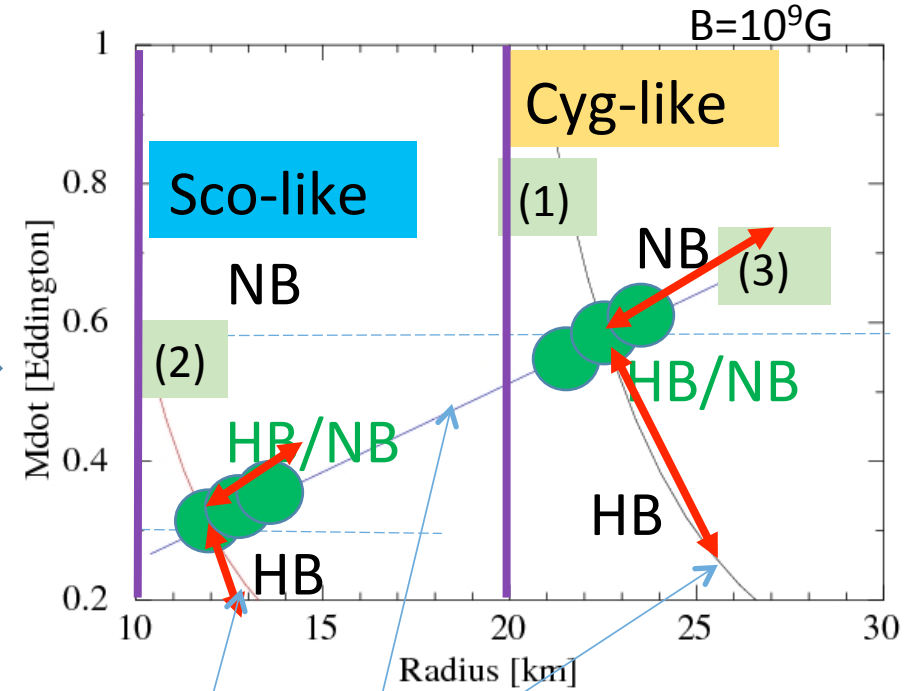 B=10⁹G
1
Cyg-like
Sco-like
0.8
(1)
NB
(3)
NB
0.6
(2)
HB/NB
HB/NB
0.4
HB
HB
0.2
10
15
20
25
30
Mdot [Eddington]
Radius [km]